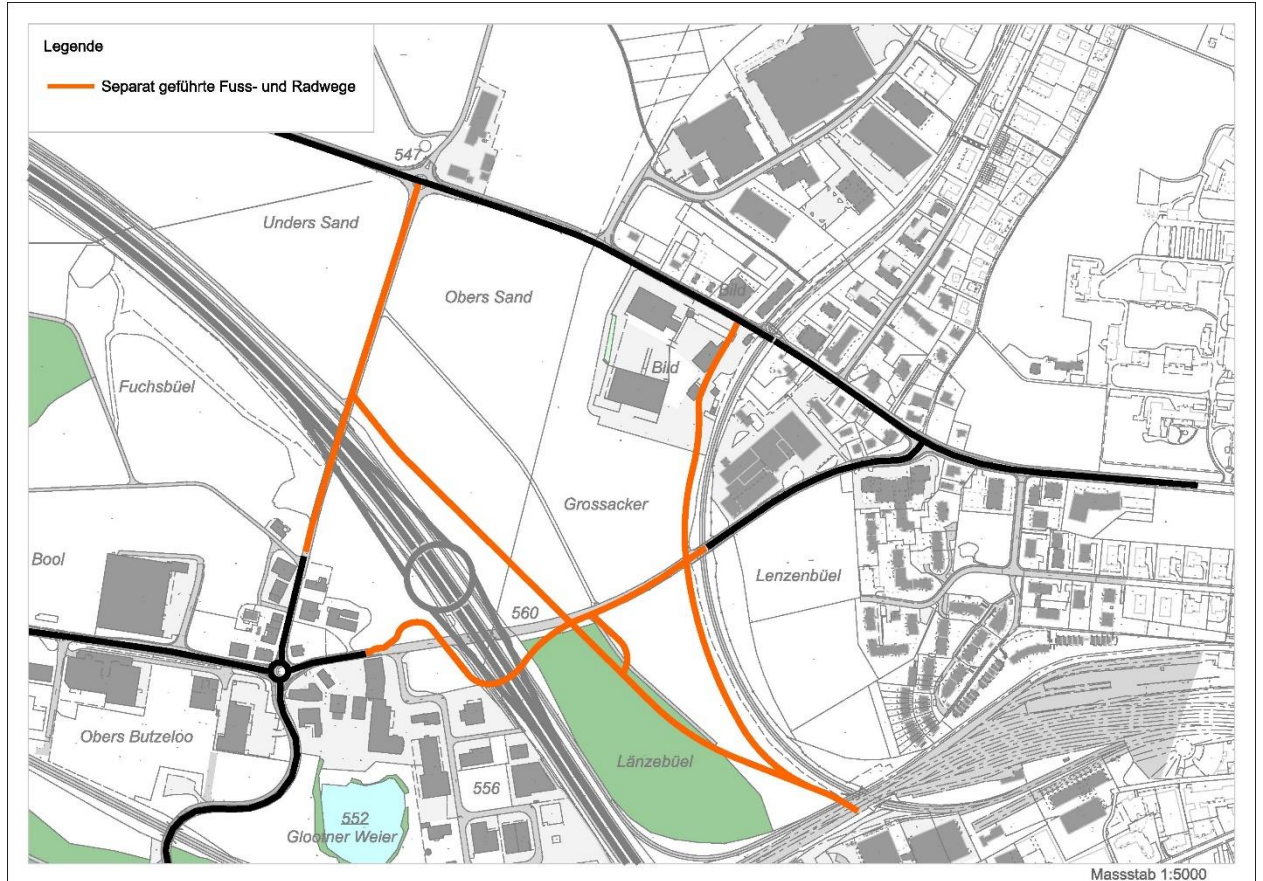 Legende
Separat geführte Fuss- und Radwege
547
Unders Sand
Obers Sand
Bild
Fuchsbüel
Bild
Grossacker
Bool
Lenzenbüel
560
Obers Butzeloo
Länzebüel
556
552
Glootner Weier
Massstab 1:5000